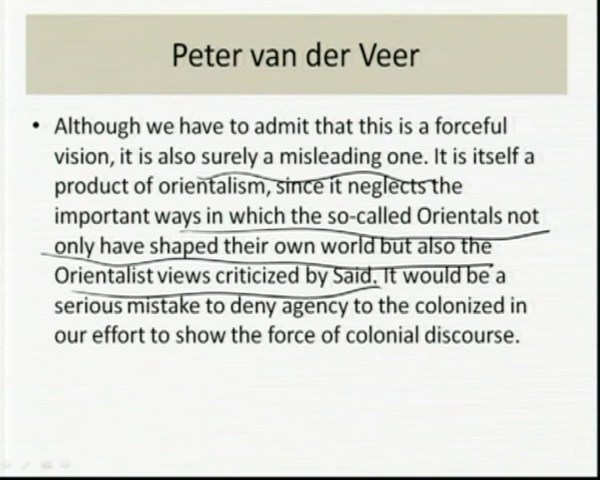 Peter van der Veer
• Although we have to admit that this is a forceful
vision, it is also surely a misleading one. It is itself a
product of orientalism, since it neglects the
important ways in which the so-called Orientals not
only have shaped their own world but also the
Orientalist views criticized by Said. It would be a
serious mistake to deny agency to the colonized in
our effort to show the force of colonial discourse.